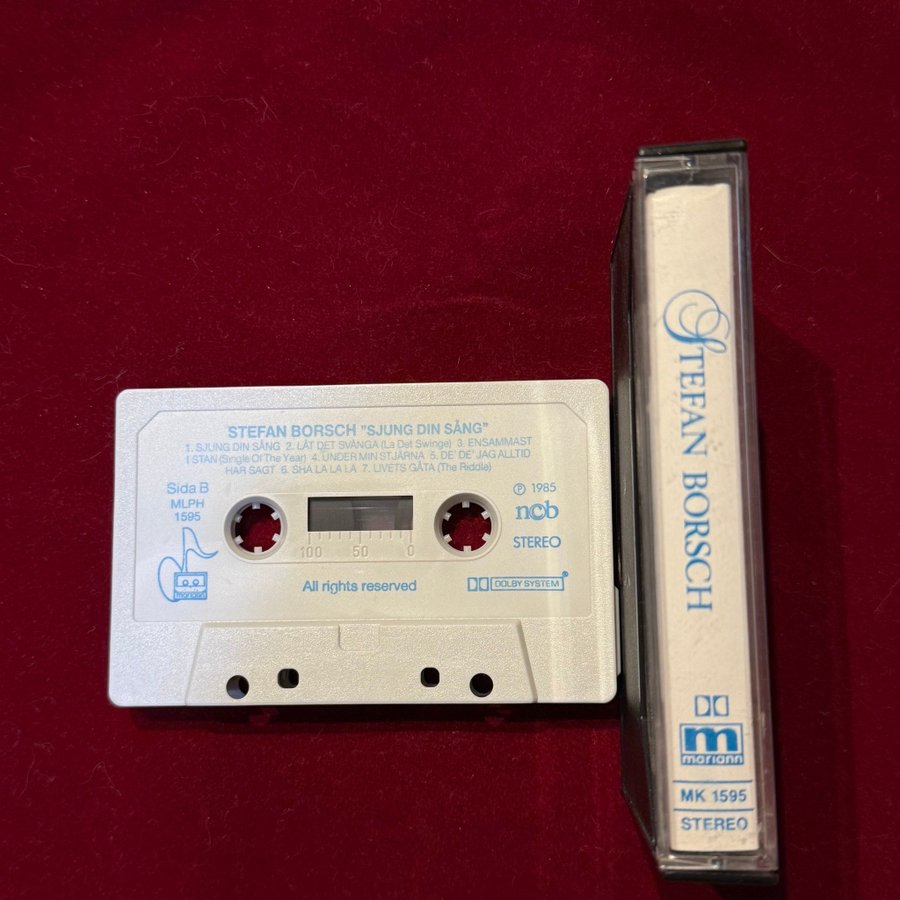 STEFAN BORSCH "SJUNG DIN SÅNG"
1. SJUNG DIN SÅNG 2. LÅT DET SVÄNGA (La Det Swinge) 3. ENSAMMAST
I STAN (Single Of The Year) 4. UNDER MIN STJÄRNA 5. DE' DE' JAG ALLTID
HAR SAGT 6. SHA LA LA LA 7. LIVETS GÅTA (The Riddle)
Sida B
MLPH
1595
mariann
℗ 1985
ncb
STEREO
100 50 0
All rights reserved
DOLBY SYSTEM®
STEFAN BORSCH
m
mariann
MK 1595
STEREO